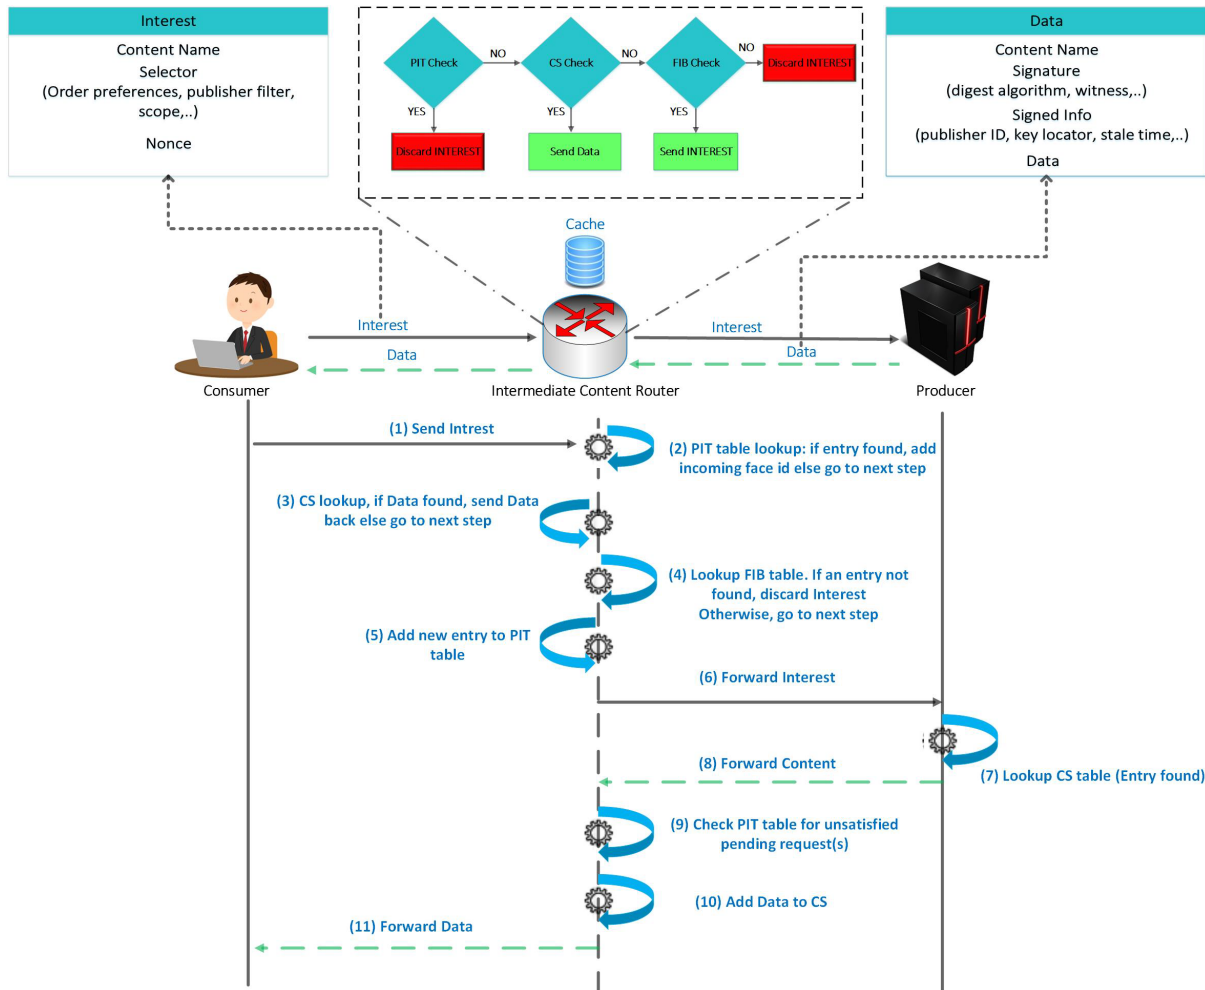 Interest
Content Name
Selector
(Order preferences, publisher filter,
scope,..)
Nonce
PIT Check
NO
CS Check
NO
FIB Check
NO
Discard INTEREST
YES
YES
YES
Discard INTEREST
Send Data
Send INTEREST
Data
Content Name
Signature
(digest algorithm, witness,..)
Signed Info
(publisher ID, key locator, stale time,..)
Data
Cache
Interest
Data
Interest
Data
Consumer
Intermediate Content Router
Producer
(1) Send Intrest
(2) PIT table lookup: if entry found, add
incoming face id else go to next step
(3) CS lookup, if Data found, send Data
back else go to next step
(4) Lookup FIB table. If an entry not
found, discard Interest
Otherwise, go to next step
(5) Add new entry to PIT
table
(6) Forward Interest
(7) Lookup CS table (Entry found)
(8) Forward Content
(9) Check PIT table for unsatisfied
pending request(s)
(10) Add Data to CS
(11) Forward Data